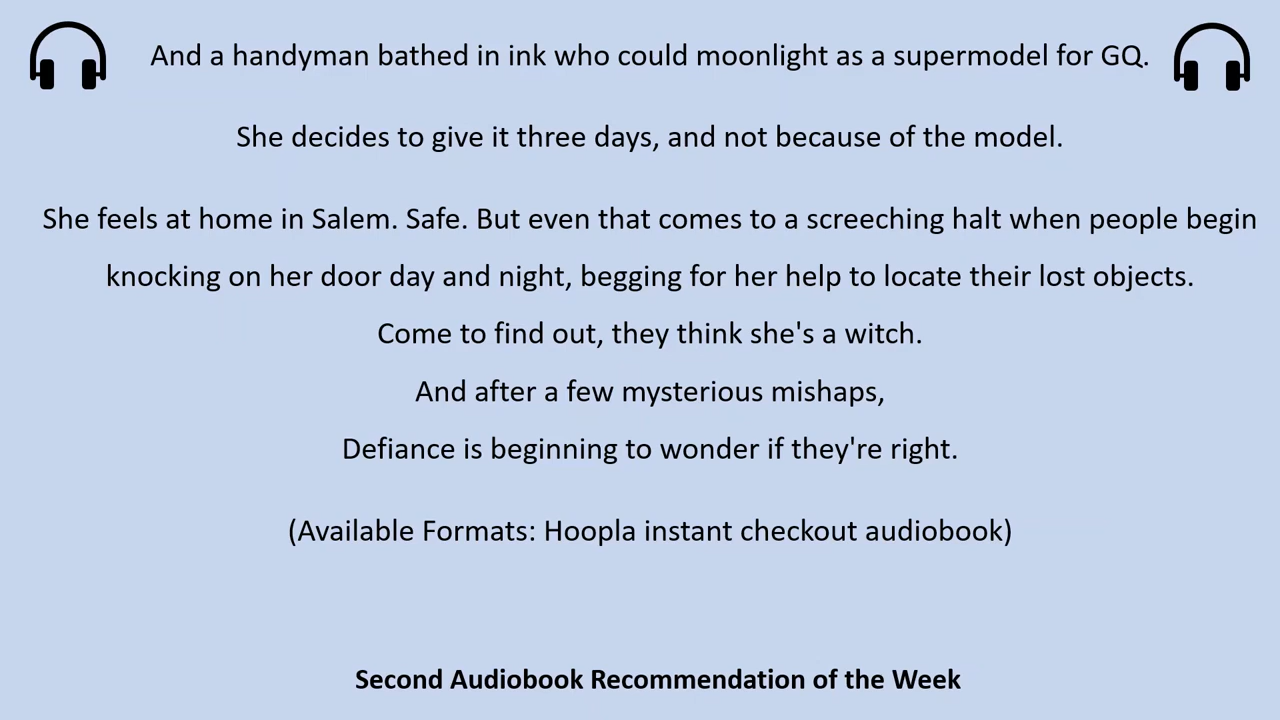 And a handyman bathed in ink who could moonlight as a supermodel for GQ.
She decides to give it three days, and not because of the model.
She feels at home in Salem. Safe. But even that comes to a screeching halt when people begin
knocking on her door day and night, begging for her help to locate their lost objects.
Come to find out, they think she's a witch.
And after a few mysterious mishaps,
Defiance is beginning to wonder if they're right.
(Available Formats: Hoopla instant checkout audiobook)
Second Audiobook Recommendation of the Week